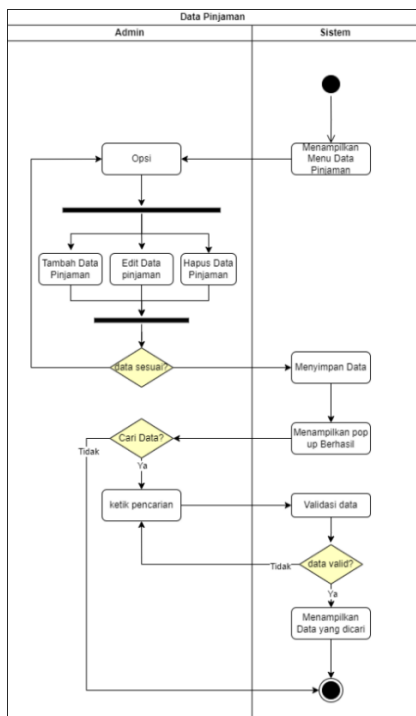 Data Pinjaman
Admin
Sistem
Menampilkan
Menu Data
Pinjaman
Opsi
Tambah Data
Pinjaman
Edit Data
pinjaman
Hapus Data
Pinjaman
data sesuai?
Menyimpan Data
Menampilkan pop
up Berhasil
Cari Data?
Tidak
Ya
ketik pencarian
Validasi data
data valid?
Tidak
Ya
Menampilkan
Data yang dicari